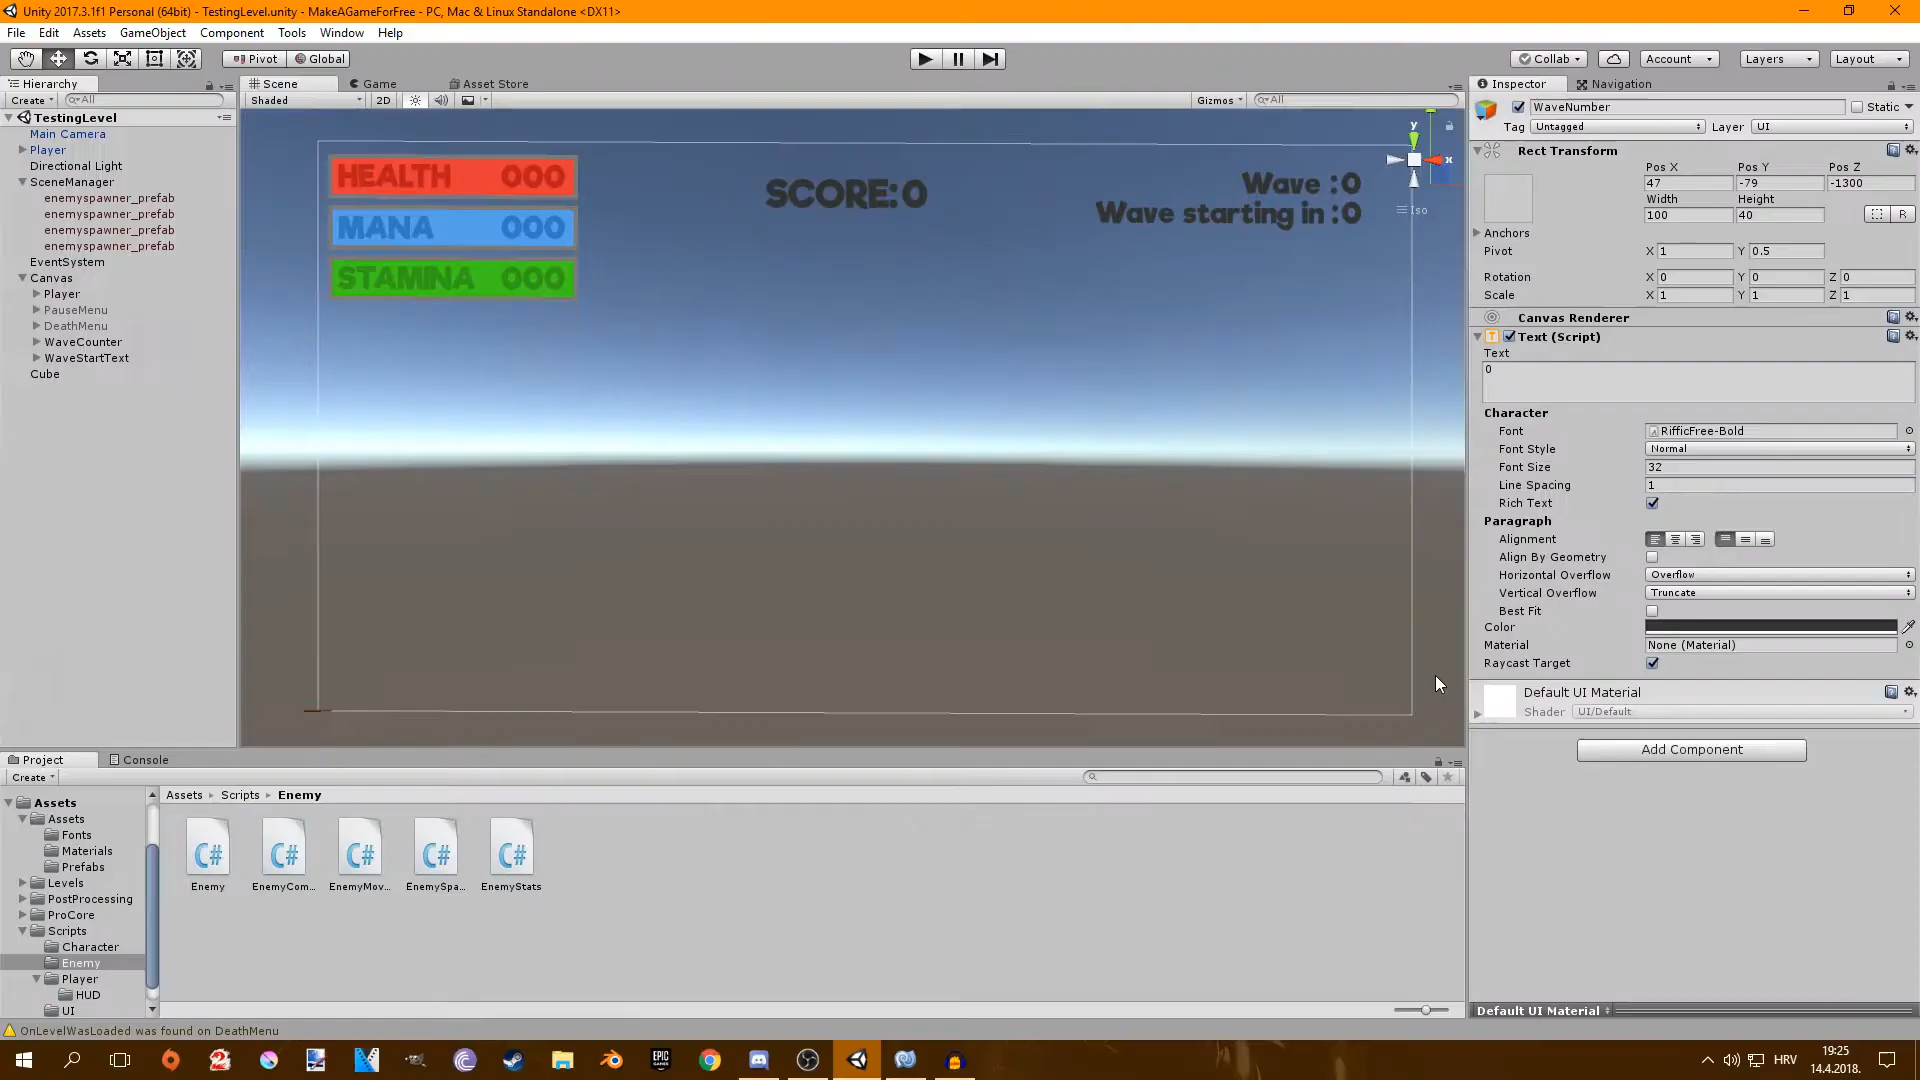 Unity 2017.3.1f1 Personal (64bit) - TestingLevel.unity - MakeAGameForFree - PC, Mac & Linux Standalone <DX11>
File Edit Assets GameObject Component Tools Window Help
Pivot Global Collab Account Layers Layout
Hierarchy
Create All
TestingLevel
Main Camera
Player
Directional Light
SceneManager
enemyspawner_prefab
enemyspawner_prefab
enemyspawner_prefab
enemyspawner_prefab
EventSystem
Canvas
Player
PauseMenu
DeathMenu
WaveCounter
WaveStartText
Cube
Scene Game Asset Store
Shaded 2D Gizmos All
HEALTH 000
MANA 000
STAMINA 000
SCORE:0
Wave :0
Wave starting in :0
y
x
Iso
Inspector Navigation
WaveNumber Static
Tag Untagged Layer UI
Rect Transform
Pos X Pos Y Pos Z
47 -79 -1300
Width Height
100 40
R
Anchors
Pivot X 1 Y 0.5
Rotation X 0 Y 0 Z 0
Scale X 1 Y 1 Z 1
Canvas Renderer
Text (Script)
Text
0
Character
Font RifficFree-Bold
Font Style Normal
Font Size 32
Line Spacing 1
Rich Text
Paragraph
Alignment
Align By Geometry
Horizontal Overflow Overflow
Vertical Overflow Truncate
Best Fit
Color
Material None (Material)
Raycast Target
Default UI Material
Shader UI/Default
Add Component
Default UI Material
Project Console
Create
Assets
Assets
Fonts
Materials
Prefabs
Levels
PostProcessing
ProCore
Scripts
Character
Enemy
Player
HUD
UI
Assets Scripts Enemy
C# C# C# C# C#
Enemy EnemyCom... EnemyMov... EnemySpa... EnemyStats
OnLevelWasLoaded was found on DeathMenu
EPIC GAMES
HRV
19:25
14.4.2018.